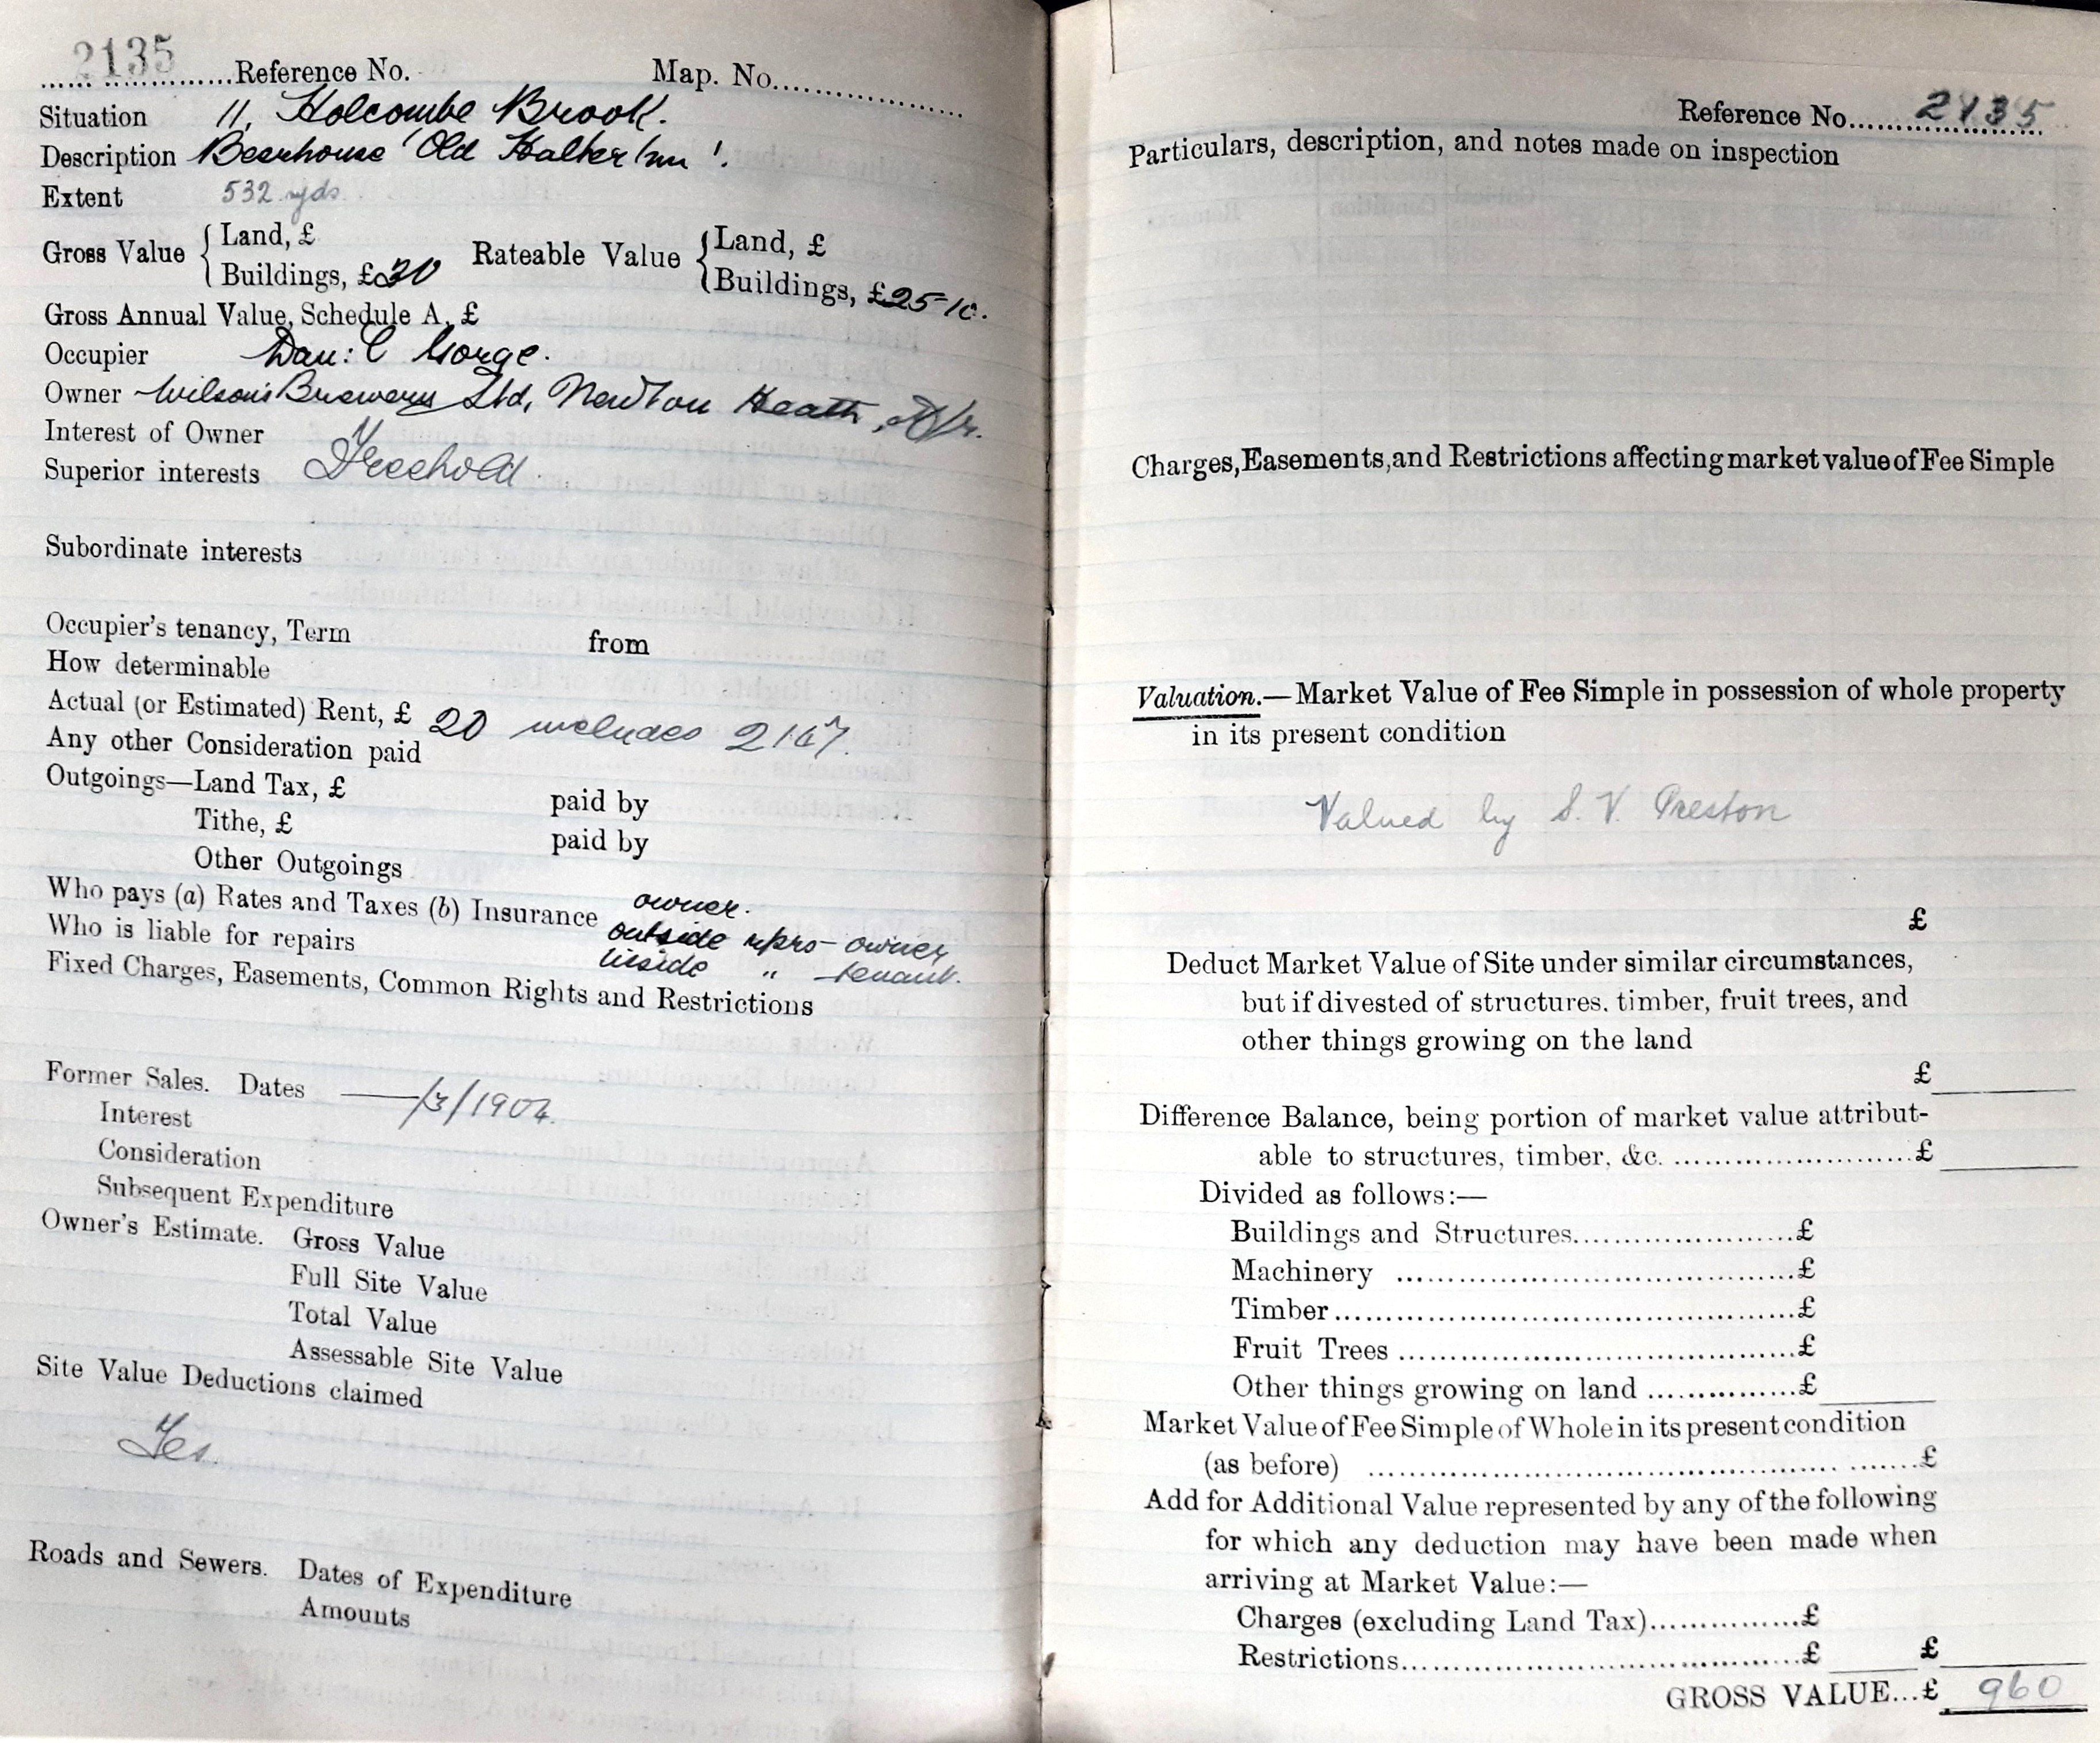 2135 Reference No. Map. No.
Situation 11, Holcombe Brook.
Description Beerhouse 'Old Halter Inn'.
Extent 532 yds.
Gross Value { Land, £ Rateable Value { Land, £
Buildings, £30 Buildings, £25-10.
Gross Annual Value, Schedule A, £
Occupier Dan: C Gorge.
Owner Wilson's Brewery Ltd, Newton Heath, M/r.
Interest of Owner
Superior interests Freehold.
Subordinate interests
Occupier's tenancy, Term from
How determinable
Actual (or Estimated) Rent, £ 20 includes 2147.
Any other Consideration paid
Outgoings—Land Tax, £ paid by
Tithe, £ paid by
Other Outgoings
Who pays (a) Rates and Taxes (b) Insurance owner.
Who is liable for repairs outside reprs - owner
inside " - tenant.
Fixed Charges, Easements, Common Rights and Restrictions
Former Sales. Dates —/3/1904.
Interest
Consideration
Subsequent Expenditure
Owner's Estimate. Gross Value
Full Site Value
Total Value
Assessable Site Value
Site Value Deductions claimed
Yes.
Roads and Sewers. Dates of Expenditure
Amounts
Reference No. 2135
Particulars, description, and notes made on inspection
Charges, Easements, and Restrictions affecting market value of Fee Simple
Valuation.—Market Value of Fee Simple in possession of whole property
in its present condition
Valued by S. V. Preston
£
Deduct Market Value of Site under similar circumstances,
but if divested of structures, timber, fruit trees, and
other things growing on the land
£
Difference Balance, being portion of market value attribut-
able to structures, timber, &c. £
Divided as follows:—
Buildings and Structures £
Machinery £
Timber £
Fruit Trees £
Other things growing on land £
Market Value of Fee Simple of Whole in its present condition
(as before) £
Add for Additional Value represented by any of the following
for which any deduction may have been made when
arriving at Market Value:—
Charges (excluding Land Tax) £
Restrictions £ £
GROSS VALUE...£ 960